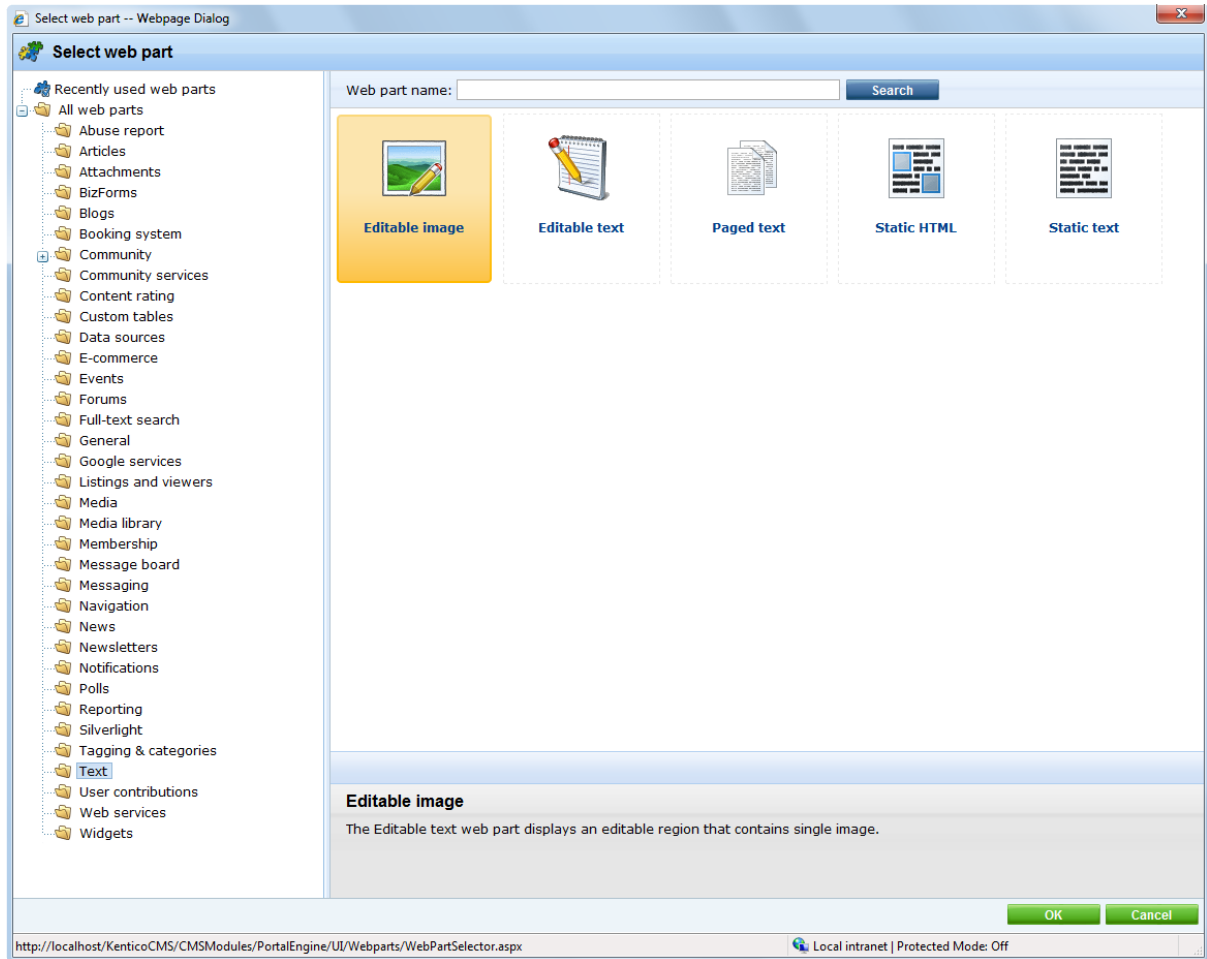 Select web part -- Webpage Dialog
Select web part
Recently used web parts
All web parts
Abuse report
Articles
Attachments
BizForms
Blogs
Booking system
Community
Community services
Content rating
Custom tables
Data sources
E-commerce
Events
Forums
Full-text search
General
Google services
Listings and viewers
Media
Media library
Membership
Message board
Messaging
Navigation
News
Newsletters
Notifications
Polls
Reporting
Silverlight
Tagging & categories
Text
User contributions
Web services
Widgets
Web part name: Search
Editable image Editable text Paged text Static HTML Static text
Editable image
The Editable text web part displays an editable region that contains single image.
OK Cancel
http://localhost/KenticoCMS/CMSModules/PortalEngine/UI/Webparts/WebPartSelector.aspx Local intranet | Protected Mode: Off